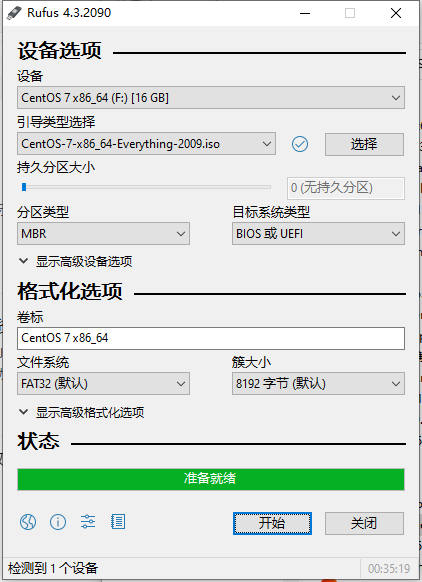 Rufus 4.3.2090
设备选项
设备
CentOS 7 x86_64 (F:) [16 GB]
引导类型选择
CentOS-7-x86_64-Everything-2009.iso
选择
持久分区大小
0 (无持久分区)
分区类型
目标系统类型
MBR
BIOS 或 UEFI
显示高级设备选项
格式化选项
卷标
CentOS 7 x86_64
文件系统
簇大小
FAT32 (默认)
8192 字节 (默认)
显示高级格式化选项
状态
准备就绪
开始
关闭
检测到 1 个设备
00:35:19